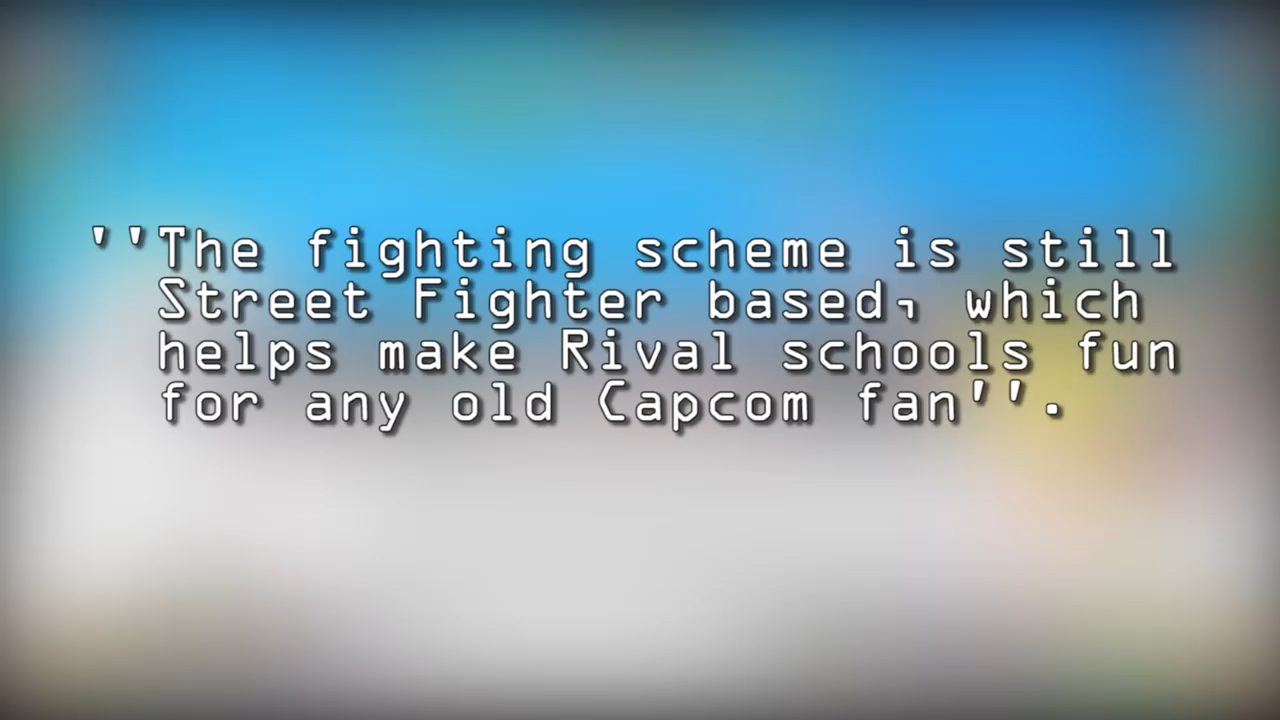 ''The fighting scheme is still
Street Fighter based, which
helps make Rival schools fun
for any old Capcom fan''.